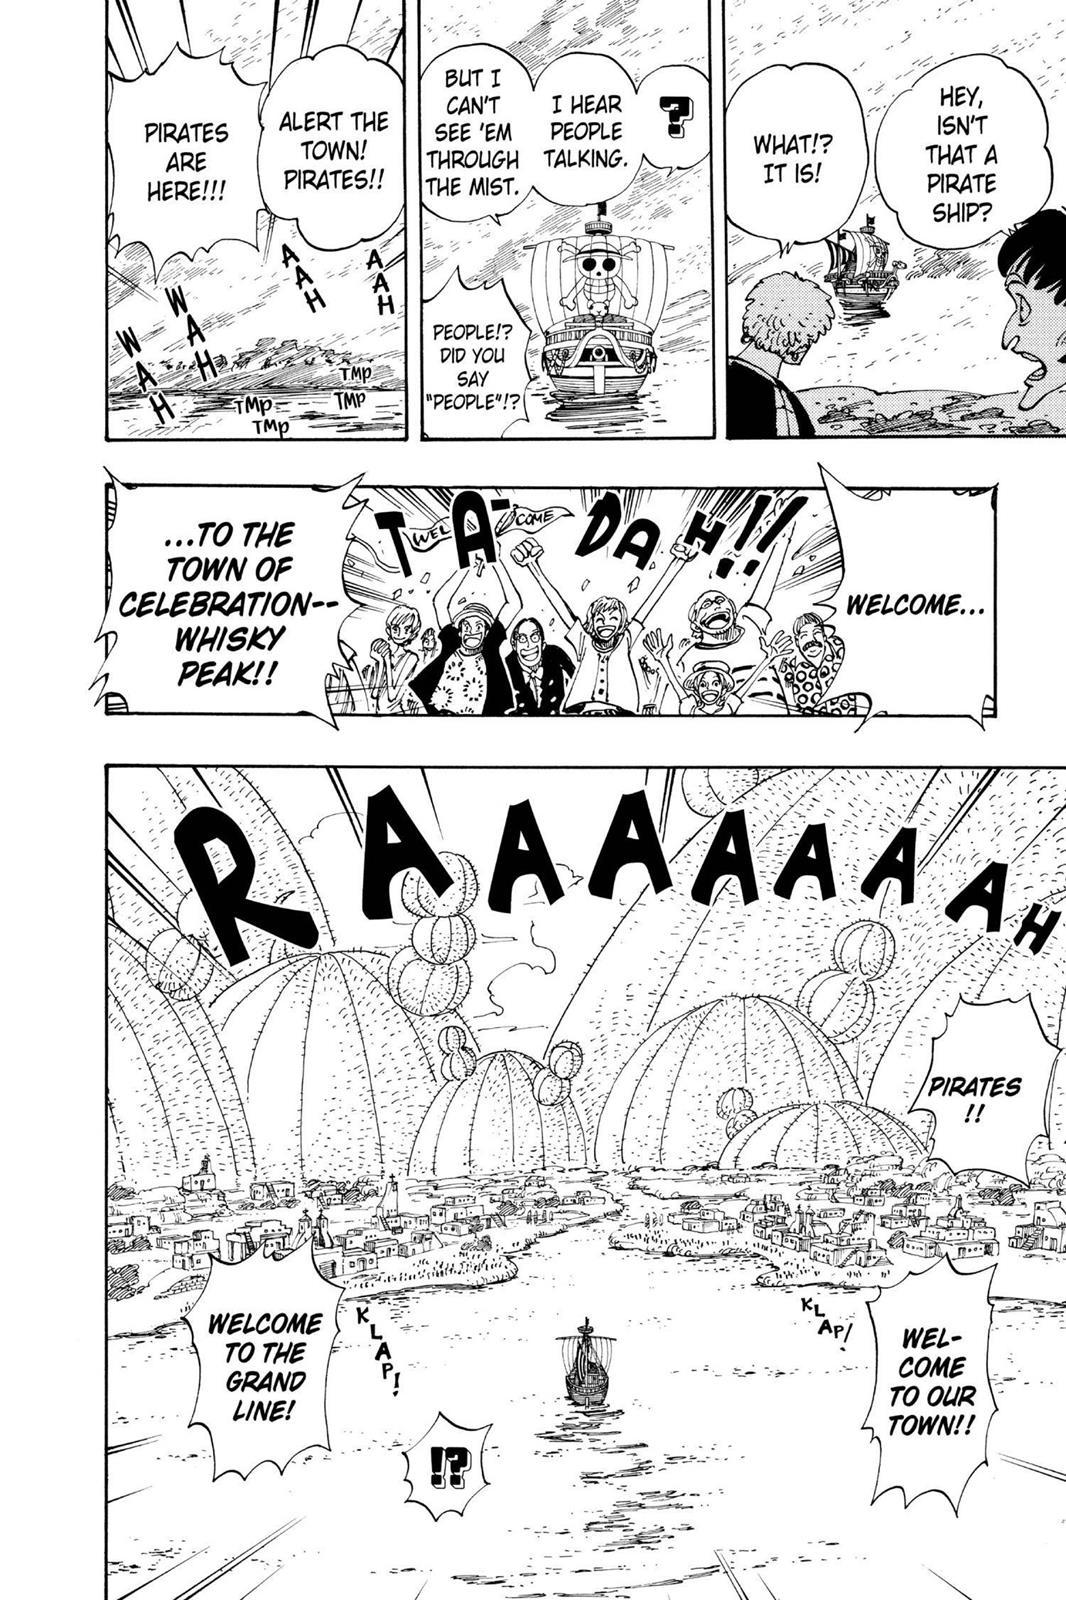 HEY,
ISN'T
THAT A
PIRATE
SHIP?
WHAT!?
IT IS!
?
I HEAR
PEOPLE
TALKING.
BUT I
CAN'T
SEE 'EM
THROUGH
THE MIST.
PEOPLE!?
DID YOU
SAY
"PEOPLE"!?
ALERT THE
TOWN!
PIRATES!!
PIRATES
ARE
HERE!!!
AAH
AAH
WAH
WAH
TMP
TMP
TMP
TMP
WELCOME...
TA-DAH!!
WELCOME
...TO THE
TOWN OF
CELEBRATION--
WHISKY
PEAK!!
RAAAAAAAH
PIRATES
!!
KLAP!
WEL-
COME
TO OUR
TOWN!!
KLAP!
WELCOME
TO THE
GRAND
LINE!
!?